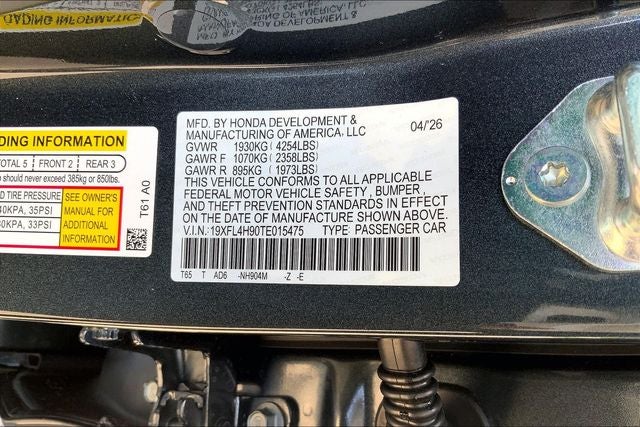 MFD. BY HONDA DEVELOPMENT &
MANUFACTURING OF AMERICA, LLC
04/26
GVWR 1930KG (4254LBS)
GAWR F 1070KG (2358LBS)
GAWR R 895KG (1973LBS)
THIS VEHICLE CONFORMS TO ALL APPLICABLE
FEDERAL MOTOR VEHICLE SAFETY, BUMPER,
AND THEFT PREVENTION STANDARDS IN EFFECT
ON THE DATE OF MANUFACTURE SHOWN ABOVE.
V.I.N.: 19XFL4H90TE015475 TYPE: PASSENGER CAR
T65 T AD6 -NH904M -Z -E
INFORMATION
TOTAL 5 FRONT 2 REAR 3
should never exceed 385kg or 850lbs.
TIRE PRESSURE
35PSI
33PSI
SEE OWNER'S
MANUAL FOR
ADDITIONAL
INFORMATION
T61 A0